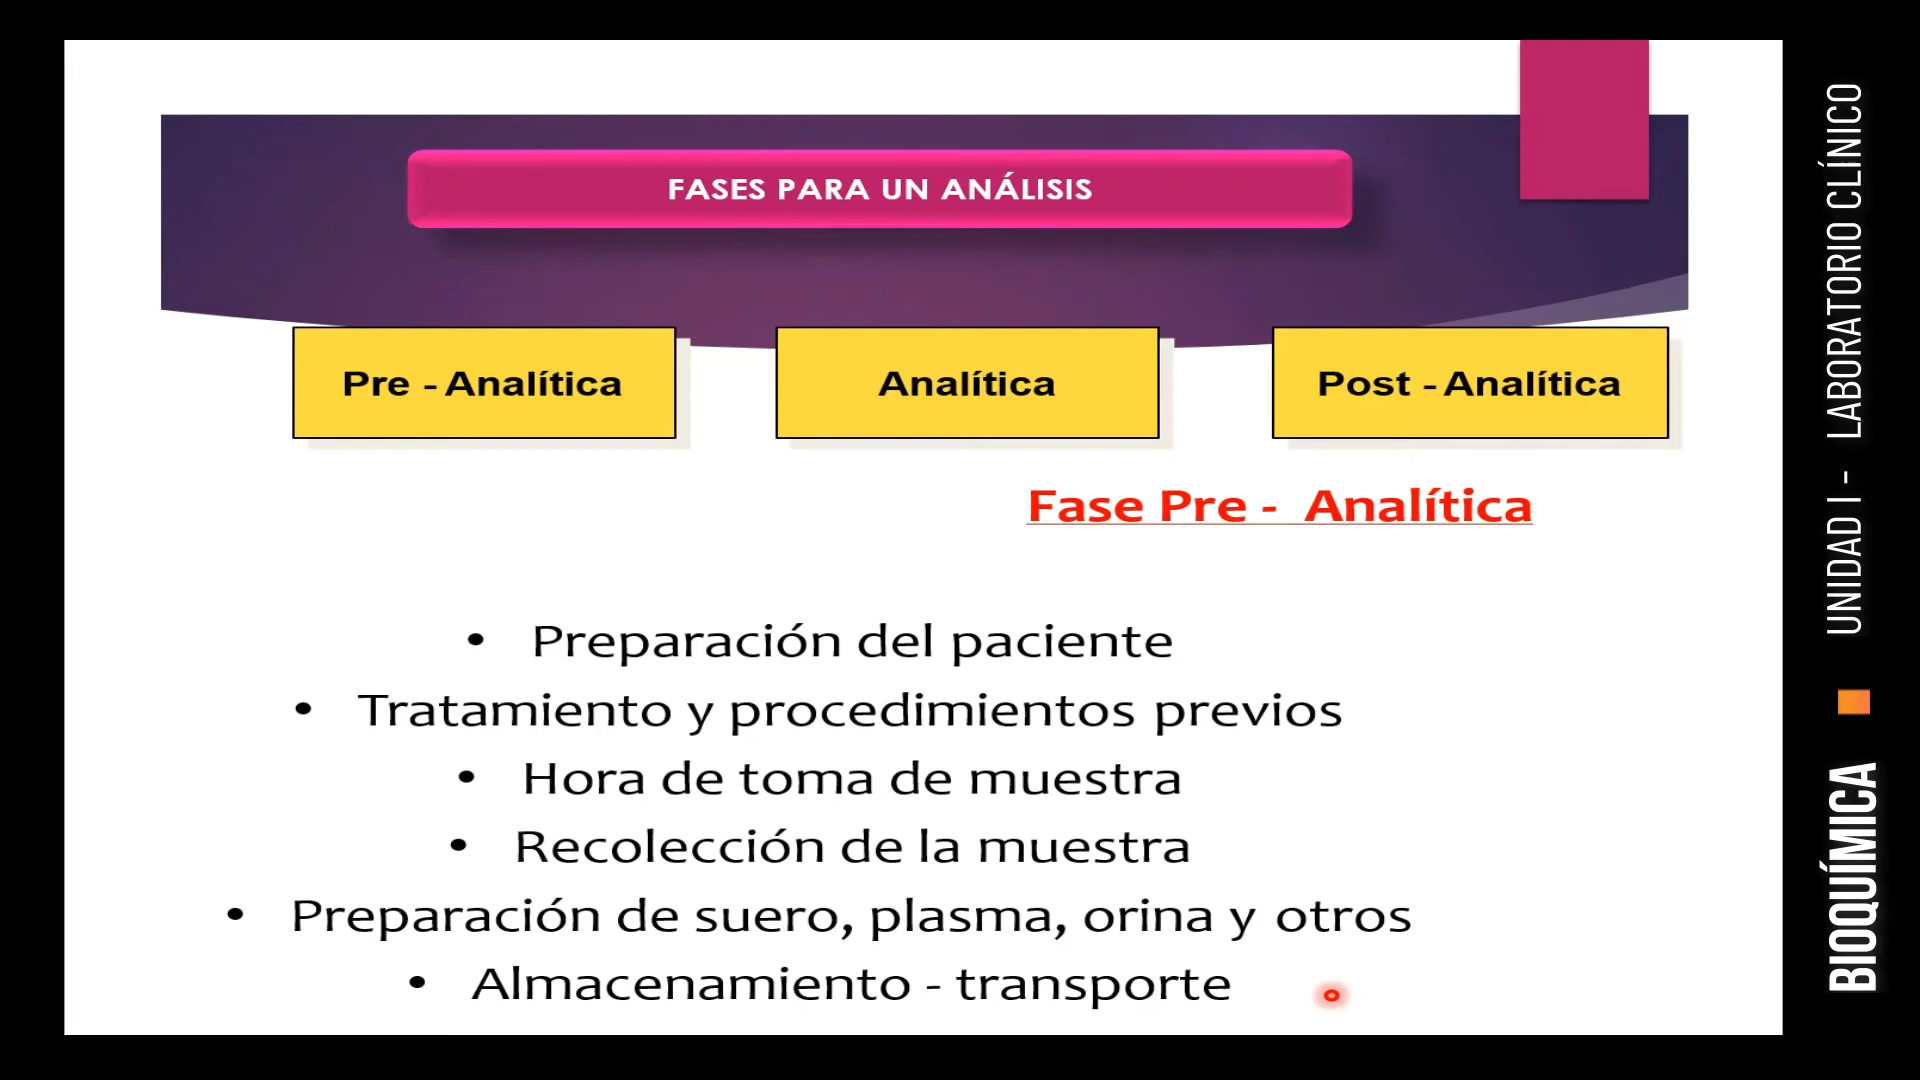 FASES PARA UN ANÁLISIS
Pre - Analítica
Analítica
Post - Analítica
Fase Pre - Analítica
• Preparación del paciente
• Tratamiento y procedimientos previos
• Hora de toma de muestra
• Recolección de la muestra
• Preparación de suero, plasma, orina y otros
• Almacenamiento - transporte
BIOQUÍMICA ■ UNIDAD I - LABORATORIO CLÍNICO